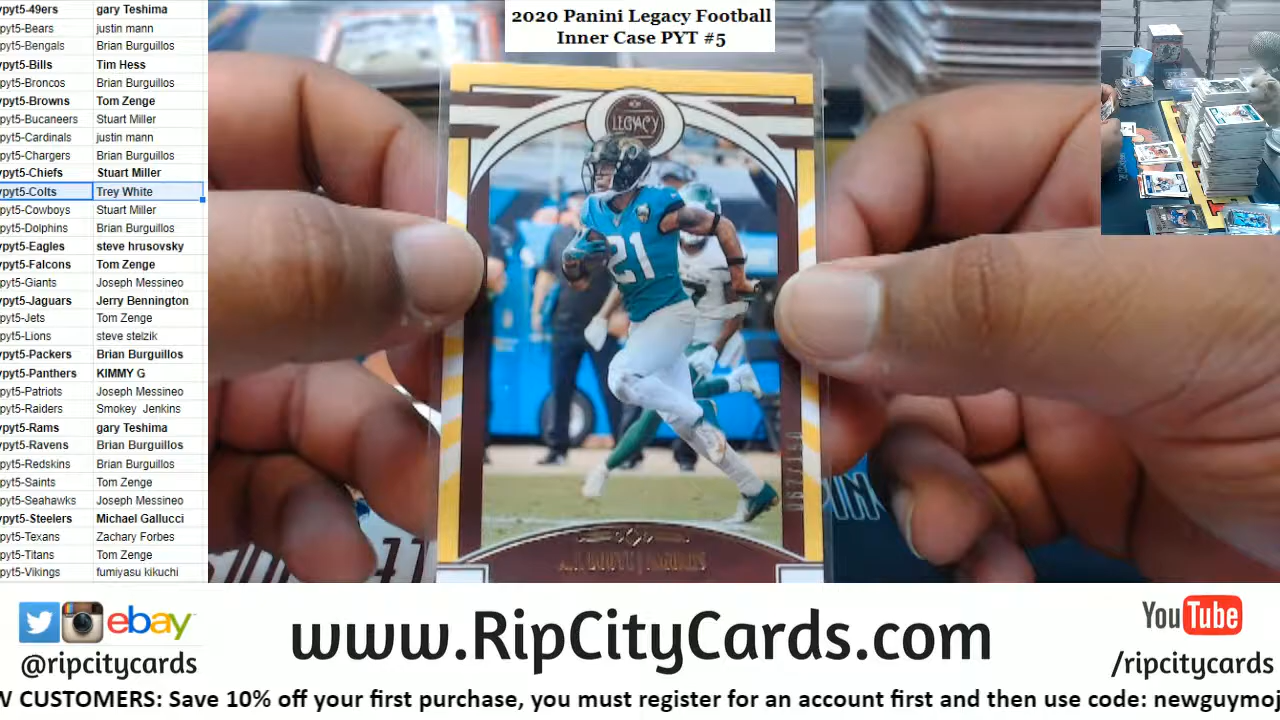 2020 Panini Legacy Football
Inner Case PYT #5
pyt5-49ers gary Teshima
pyt5-Bears justin mann
pyt5-Bengals Brian Burguillos
pyt5-Bills Tim Hess
pyt5-Broncos Brian Burguillos
pyt5-Browns Tom Zenge
pyt5-Bucaneers Stuart Miller
pyt5-Cardinals justin mann
pyt5-Chargers Brian Burguillos
pyt5-Chiefs Stuart Miller
pyt5-Colts Trey White
pyt5-Cowboys Stuart Miller
pyt5-Dolphins Brian Burguillos
pyt5-Eagles steve hrusovsky
pyt5-Falcons Tom Zenge
pyt5-Giants Joseph Messineo
pyt5-Jaguars Jerry Bennington
pyt5-Jets Tom Zenge
pyt5-Lions steve stelzik
pyt5-Packers Brian Burguillos
pyt5-Panthers KIMMY G
pyt5-Patriots Joseph Messineo
pyt5-Raiders Smokey Jenkins
pyt5-Rams gary Teshima
pyt5-Ravens Brian Burguillos
pyt5-Redskins Brian Burguillos
pyt5-Saints Tom Zenge
pyt5-Seahawks Joseph Messineo
pyt5-Steelers Michael Gallucci
pyt5-Texans Zachary Forbes
pyt5-Titans Tom Zenge
pyt5-Vikings fumiyasu kikuchi
LEGACY
21
ebay
@ripcitycards
www.RipCityCards.com
YouTube
/ripcitycards
W CUSTOMERS: Save 10% off your first purchase, you must register for an account first and then use code: newguymoj